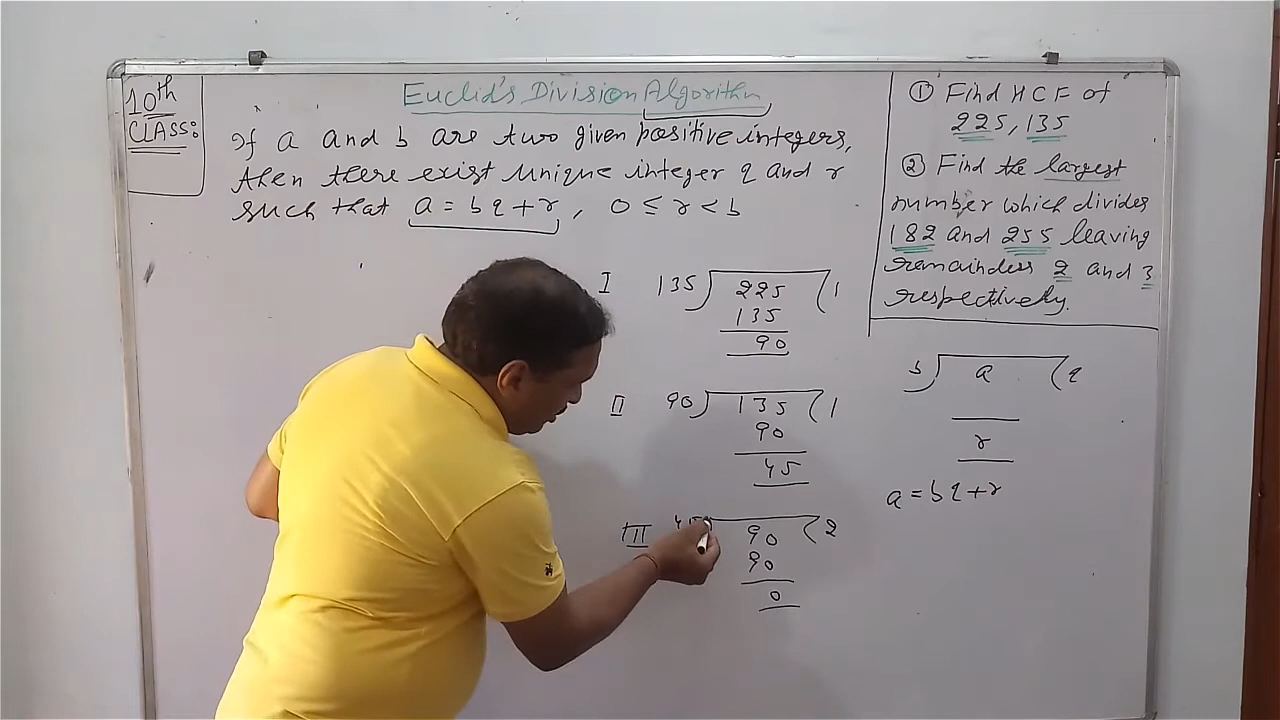 10th
CLASS:
Euclid's Division Algorithm
If a and b are two given positive integers,
then there exist unique integer q and r
such that a = bq + r , 0 ≤ r < b
I 135 ) 225 ( 1
135
90
II 90 ) 135 ( 1
90
45
III 45 ) 90 ( 2
90
0
① Find HCF of
225, 135
② Find the largest
number which divides
182 and 255 leaving
remainders 2 and 3
respectively.
b ) a ( q
r
a = bq + r